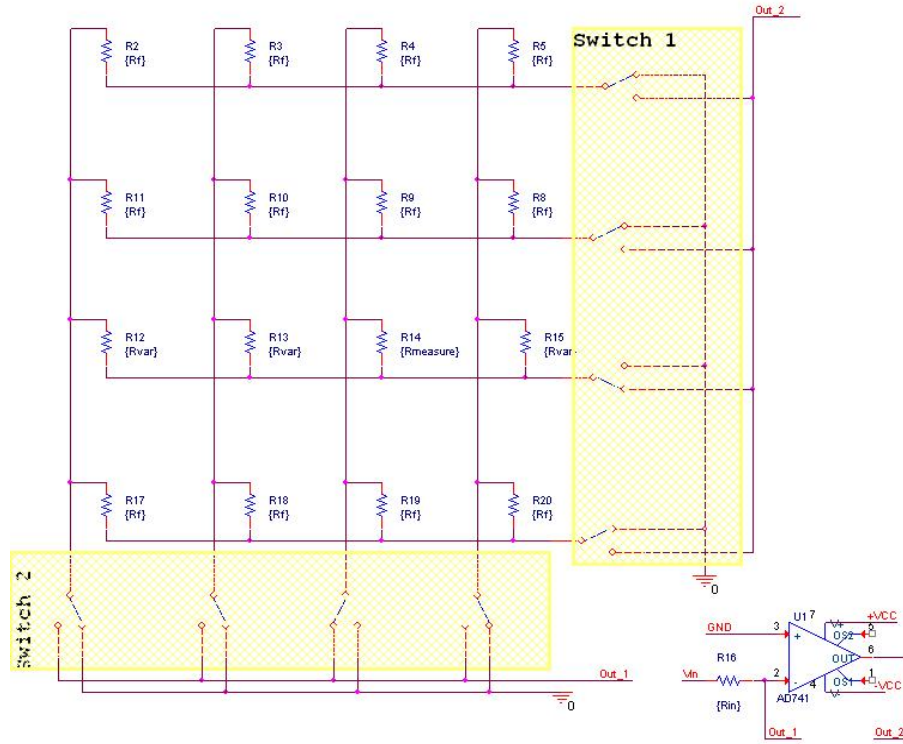 Out_2
Switch 1
R2 R3 R4 R5
{Rf} {Rf} {Rf} {Rf}
R11 R10 R9 R8
{Rf} {Rf} {Rf} {Rf}
R12 R13 R14 R15
{Rvar} {Rvar} {Rmeasure} {Rvar
R17 R18 R19 R20
{Rf} {Rf} {Rf} {Rf}
Switch 2
0
Out_1
0
U1 7
+VCC
GND 3 + V+ OS2 5
R16 OUT 6
Vin 2 - 4 V- OS1 1
-VCC
{Rin} AD741
Out_1 Out_2